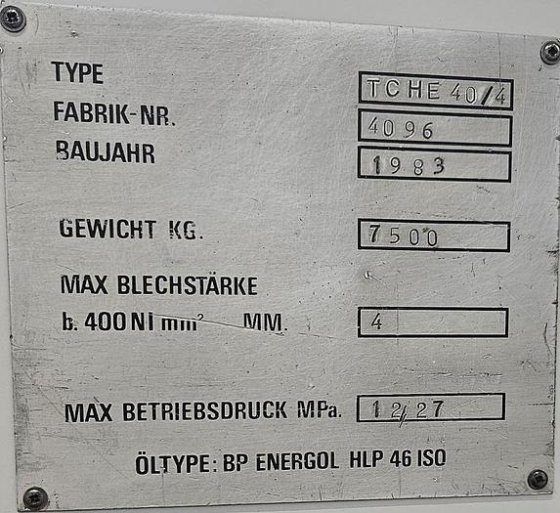 TYPE TCHE 40/4
FABRIK-NR. 4096
BAUJAHR 1983
GEWICHT KG. 7500
MAX BLECHSTÄRKE
b. 400 N/mm² MM. 4
MAX BETRIEBSDRUCK MPa. 12/27
ÖLTYPE: BP ENERGOL HLP 46 ISO